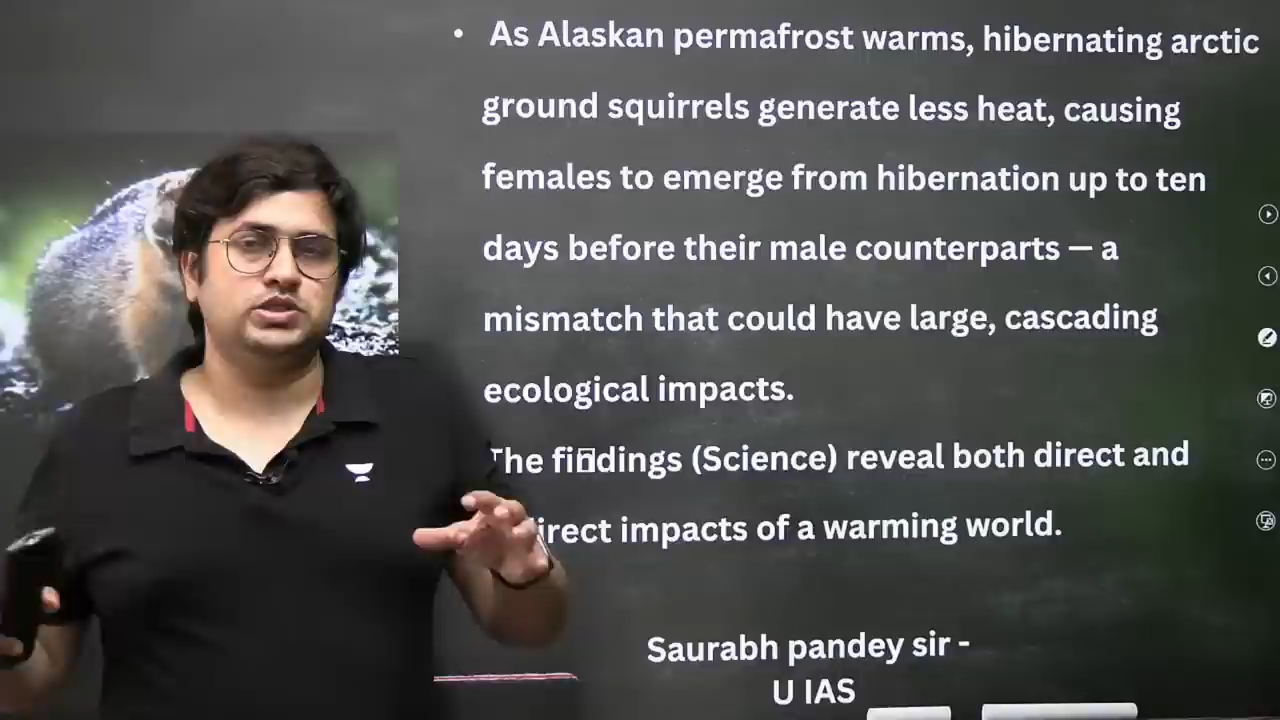 • As Alaskan permafrost warms, hibernating arctic
ground squirrels generate less heat, causing
females to emerge from hibernation up to ten
days before their male counterparts — a
mismatch that could have large, cascading
ecological impacts.
The findings (Science) reveal both direct and
impacts of a warming world.
Saurabh pandey sir -
U IAS